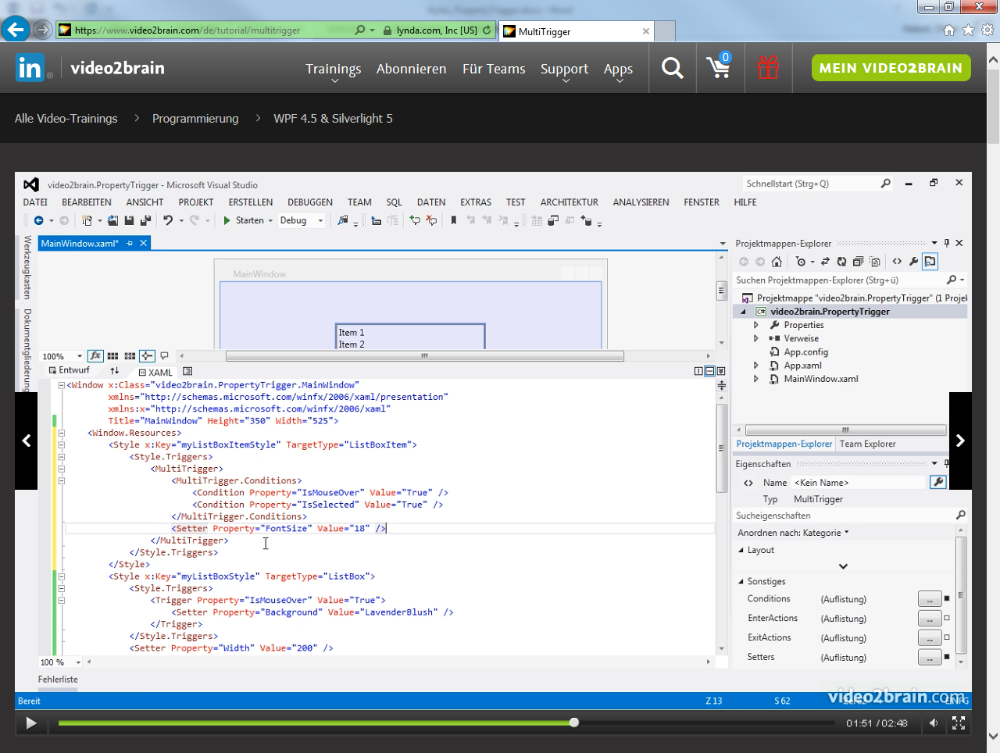 https://www.video2brain.com/de/tutorial/multitrigger
lynda.com, Inc [US]
MultiTrigger
in ® video2brain
Trainings Abonnieren Für Teams Support Apps
0
MEIN VIDEO2BRAIN
Alle Video-Trainings > Programmierung > WPF 4.5 & Silverlight 5
video2brain.PropertyTrigger - Microsoft Visual Studio
Schnellstart (Strg+Q)
DATEI BEARBEITEN ANSICHT PROJEKT ERSTELLEN DEBUGGEN TEAM SQL DATEN EXTRAS TEST ARCHITEKTUR ANALYSIEREN FENSTER HILFE
Starten Debug
Werkzeugkasten
Dokumentgliederung
MainWindow.xaml*
MainWindow
Item 1
Item 2
100%
Entwurf
XAML
<Window x:Class="video2brain.PropertyTrigger.MainWindow"
xmlns="http://schemas.microsoft.com/winfx/2006/xaml/presentation"
xmlns:x="http://schemas.microsoft.com/winfx/2006/xaml"
Title="MainWindow" Height="350" Width="525">
<Window.Resources>
<Style x:Key="myListBoxItemStyle" TargetType="ListBoxItem">
<Style.Triggers>
<MultiTrigger>
<MultiTrigger.Conditions>
<Condition Property="IsMouseOver" Value="True" />
<Condition Property="IsSelected" Value="True" />
</MultiTrigger.Conditions>
<Setter Property="FontSize" Value="18" />
</MultiTrigger>
</Style.Triggers>
</Style>
<Style x:Key="myListBoxStyle" TargetType="ListBox">
<Style.Triggers>
<Trigger Property="IsMouseOver" Value="True">
<Setter Property="Background" Value="LavenderBlush" />
</Trigger>
</Style.Triggers>
<Setter Property="Width" Value="200" />
100 %
Fehlerliste
Projektmappen-Explorer
Suchen Projektmappen-Explorer (Strg+ü)
Projektmappe "video2brain.PropertyTrigger" (1 Projek
video2brain.PropertyTrigger
Properties
Verweise
App.config
App.xaml
MainWindow.xaml
Projektmappen-Explorer Team Explorer
Eigenschaften
Name <Kein Name>
Typ MultiTrigger
Sucheigenschaften
Anordnen nach: Kategorie
Layout
Sonstiges
Conditions (Auflistung) ...
EnterActions (Auflistung) ...
ExitActions (Auflistung) ...
Setters (Auflistung) ...
Bereit
Z 13
S 62
video2brain.com
01:51 / 02:48